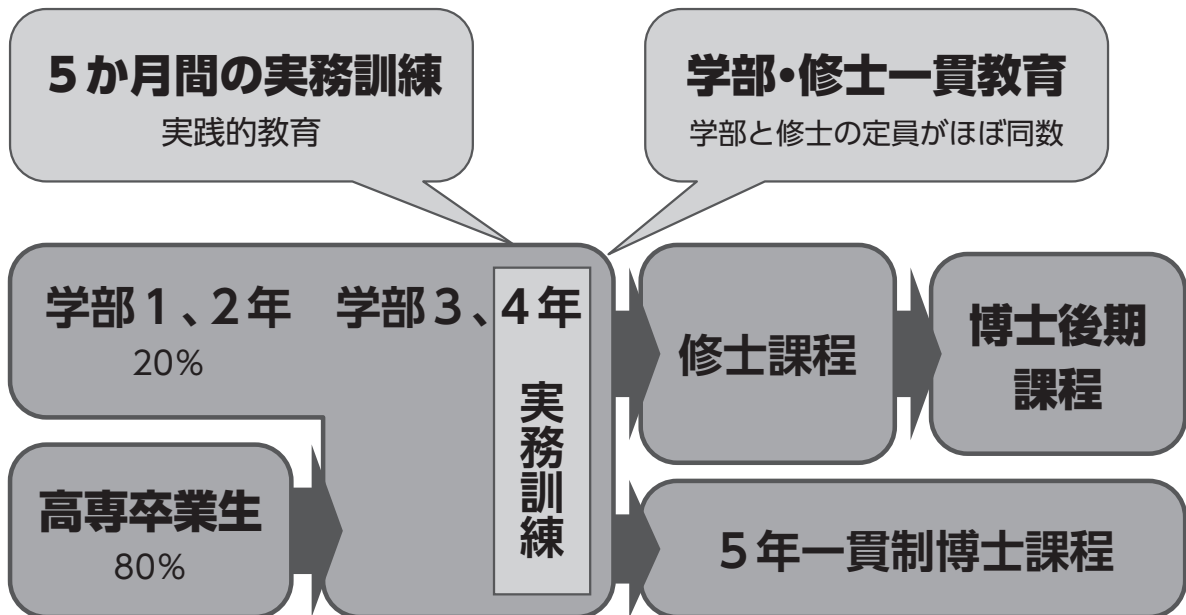 5か月間の実務訓練
実践的教育
学部・修士一貫教育
学部と修士の定員がほぼ同数
学部1、2年
20%
学部3、4年
実務訓練
高専卒業生
80%
修士課程
博士後期
課程
5年一貫制博士課程